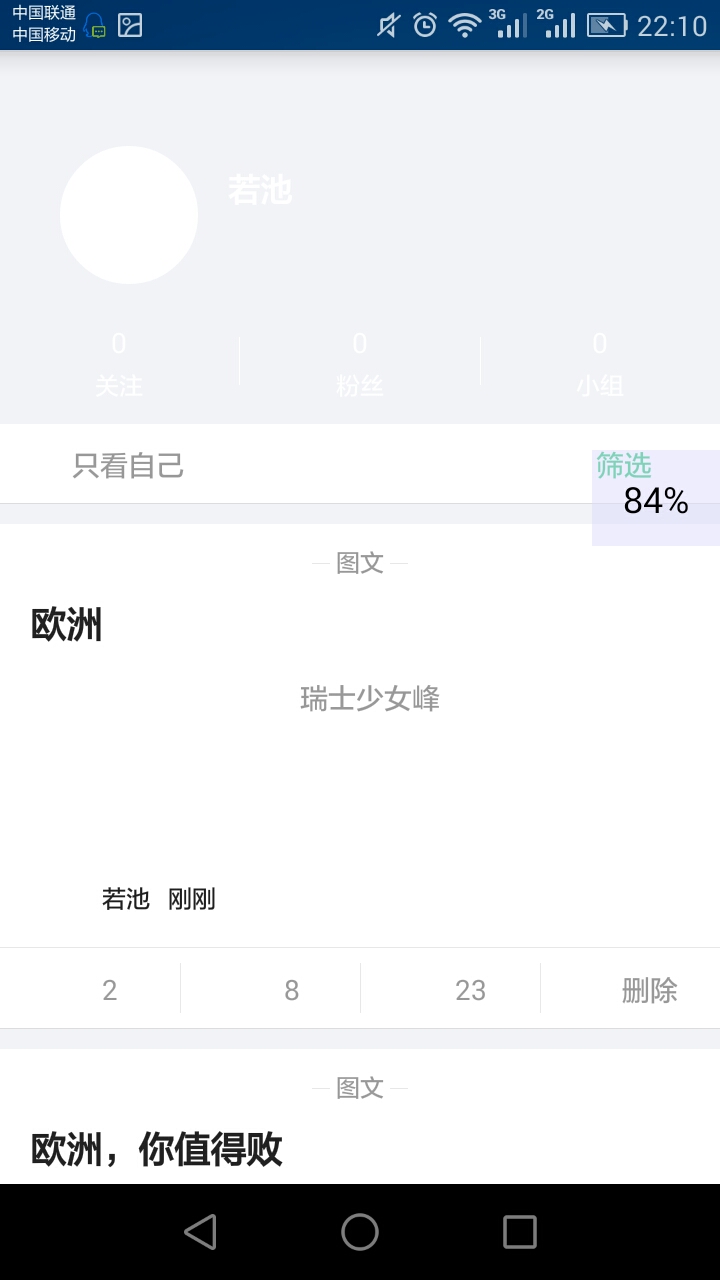 中国联通
中国移动
3G 2G 22:10
若池
0 0 0
关注 粉丝 小组
只看自己 筛选
84%
图文
欧洲
瑞士少女峰
若池 刚刚
2 8 23 删除
图文
欧洲，你值得败